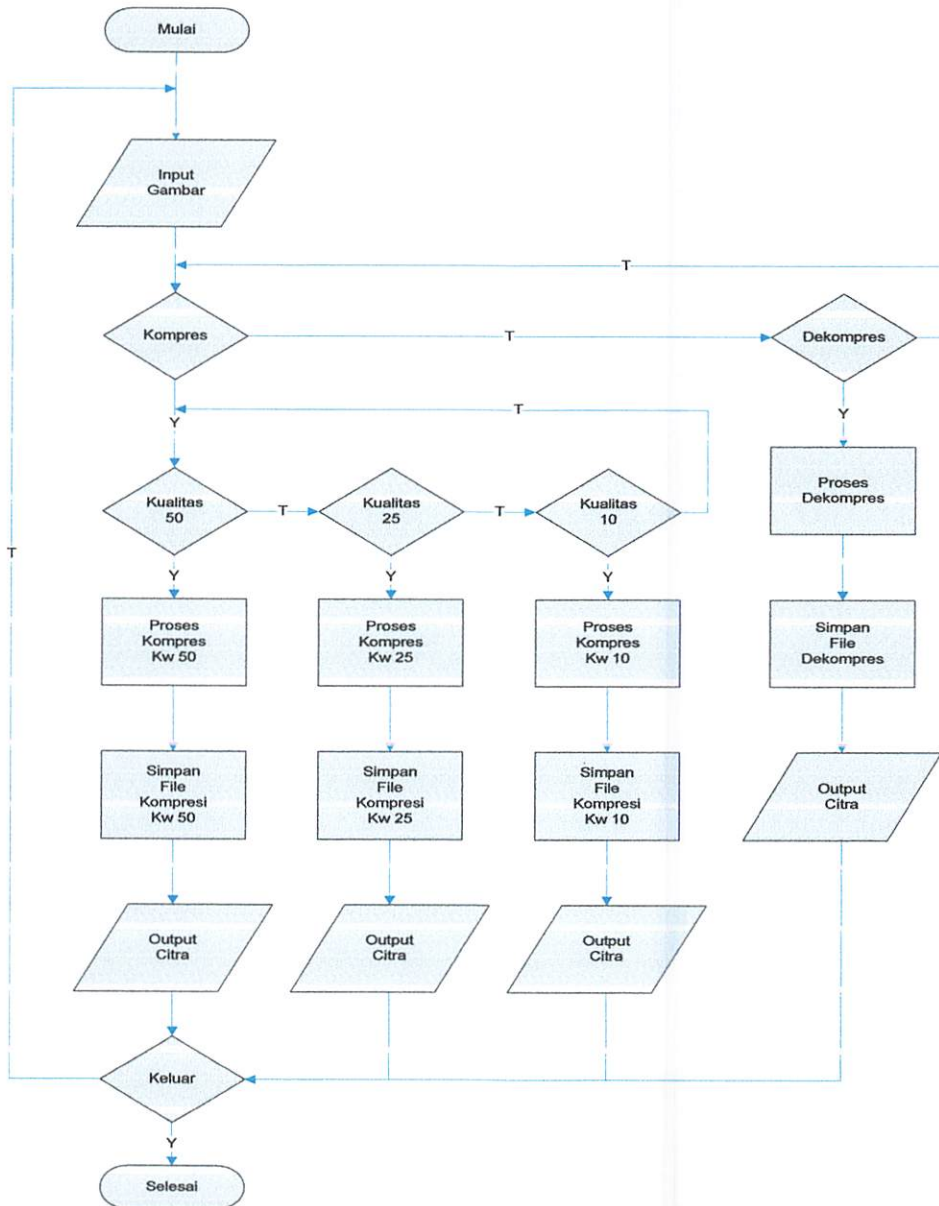 Mulai
Input
Gambar
T
Kompres
T
Dekompres
T
Y
Y
Kualitas
50
T
Kualitas
25
T
Kualitas
10
Proses
Dekompres
T
Y
Y
Y
Proses
Kompres
Kw 50
Proses
Kompres
Kw 25
Proses
Kompres
Kw 10
Simpan
File
Dekompres
Simpan
File
Kompresi
Kw 50
Simpan
File
Kompresi
Kw 25
Simpan
File
Kompresi
Kw 10
Output
Citra
Output
Citra
Output
Citra
Output
Citra
Keluar
Y
Selesai